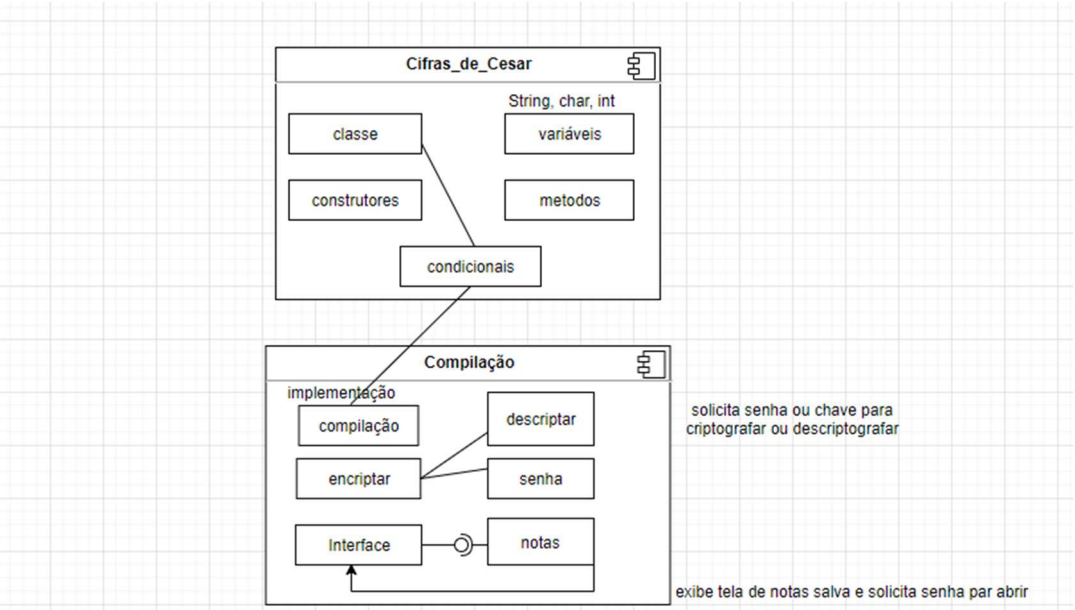 Cifras_de_Cesar
String, char, int
classe
variáveis
construtores
metodos
condicionais
Compilação
implementação
compilação
descriptar
solicita senha ou chave para
criptografar ou descriptografar
encriptar
senha
Interface
notas
exibe tela de notas salva e solicita senha par abrir